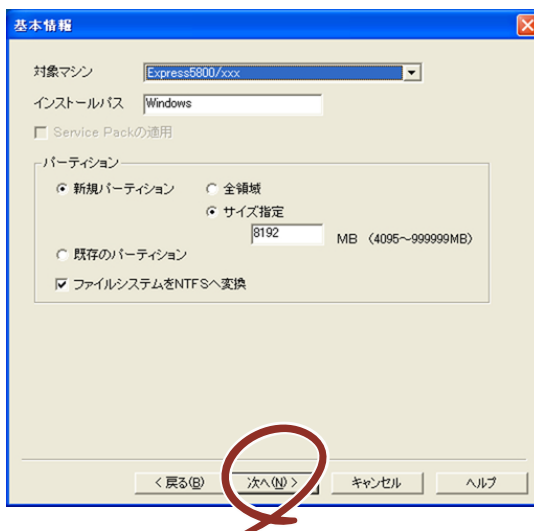 基本情報
対象マシン Express5800/xxx
インストールパス Windows
Service Packの適用
パーティション
新規パーティション 全領域
サイズ指定
8192 MB (4095～999999MB)
既存のパーティション
ファイルシステムをNTFSへ変換
< 戻る(B) 次へ(N) > キャンセル ヘルプ